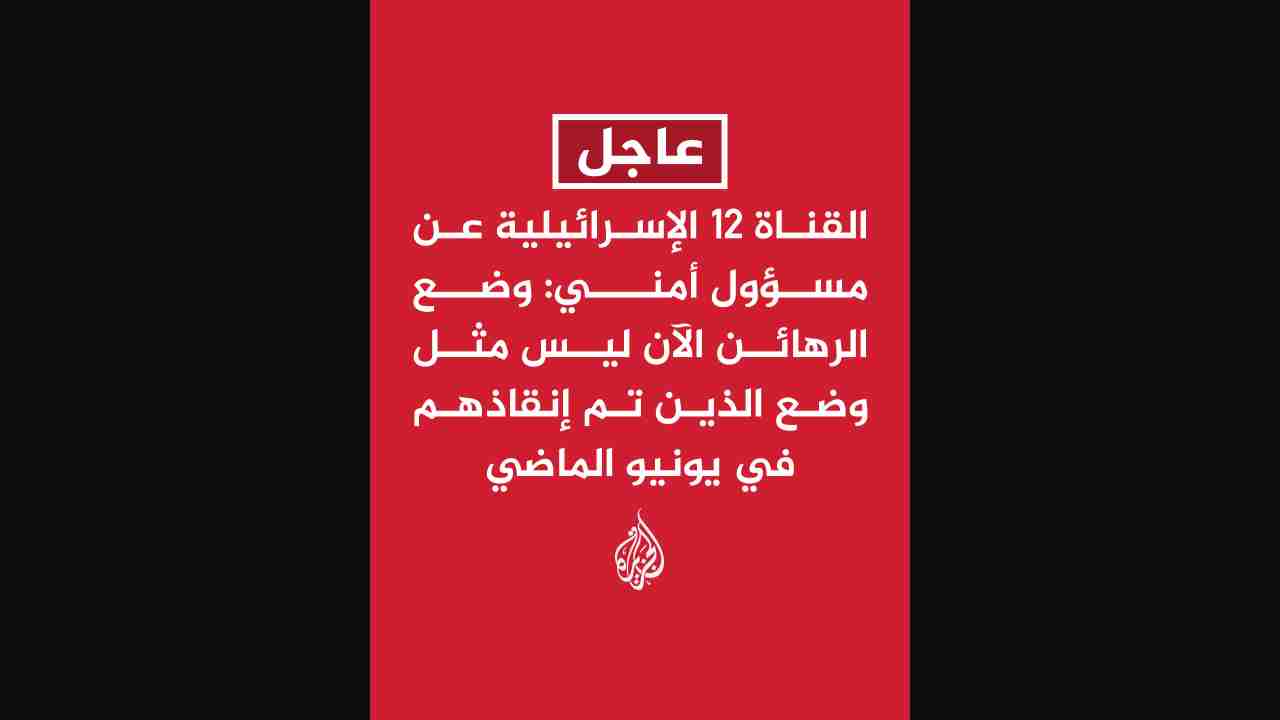 عاجل
القناة 12 الإسرائيلية عن
مسؤول أمني: وضع
الرهائن الآن ليس مثل
وضع الذين تم إنقاذهم
في يونيو الماضي
الجزيرة